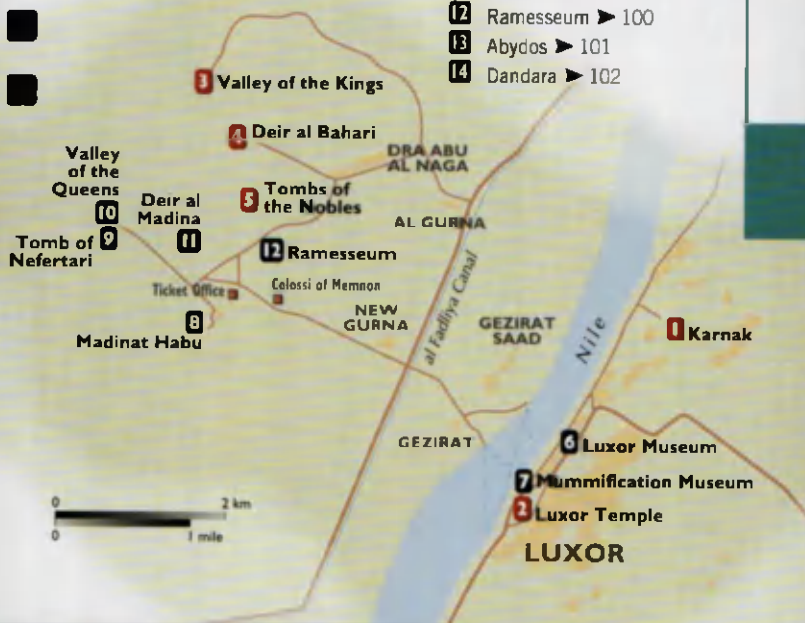 12 Ramesseum ➤ 100
13 Abydos ➤ 101
14 Dandara ➤ 102
3 Valley of the Kings
4 Deir al Bahari
DRA ABU
AL NAGA
Valley
of the
Queens
10
Deir al
Madina
11
5 Tombs of
the Nobles
AL GURNA
Tomb of
Nefertari
9
12 Ramesseum
Ticket Office
Colossi of Memnon
al Fadliya Canal
NEW
GURNA
GEZIRAT
SAAD
Nile
1 Karnak
8
Madinat Habu
GEZIRAT
6 Luxor Museum
7 Mummification Museum
2 Luxor Temple
LUXOR
0 2 km
0 1 mile